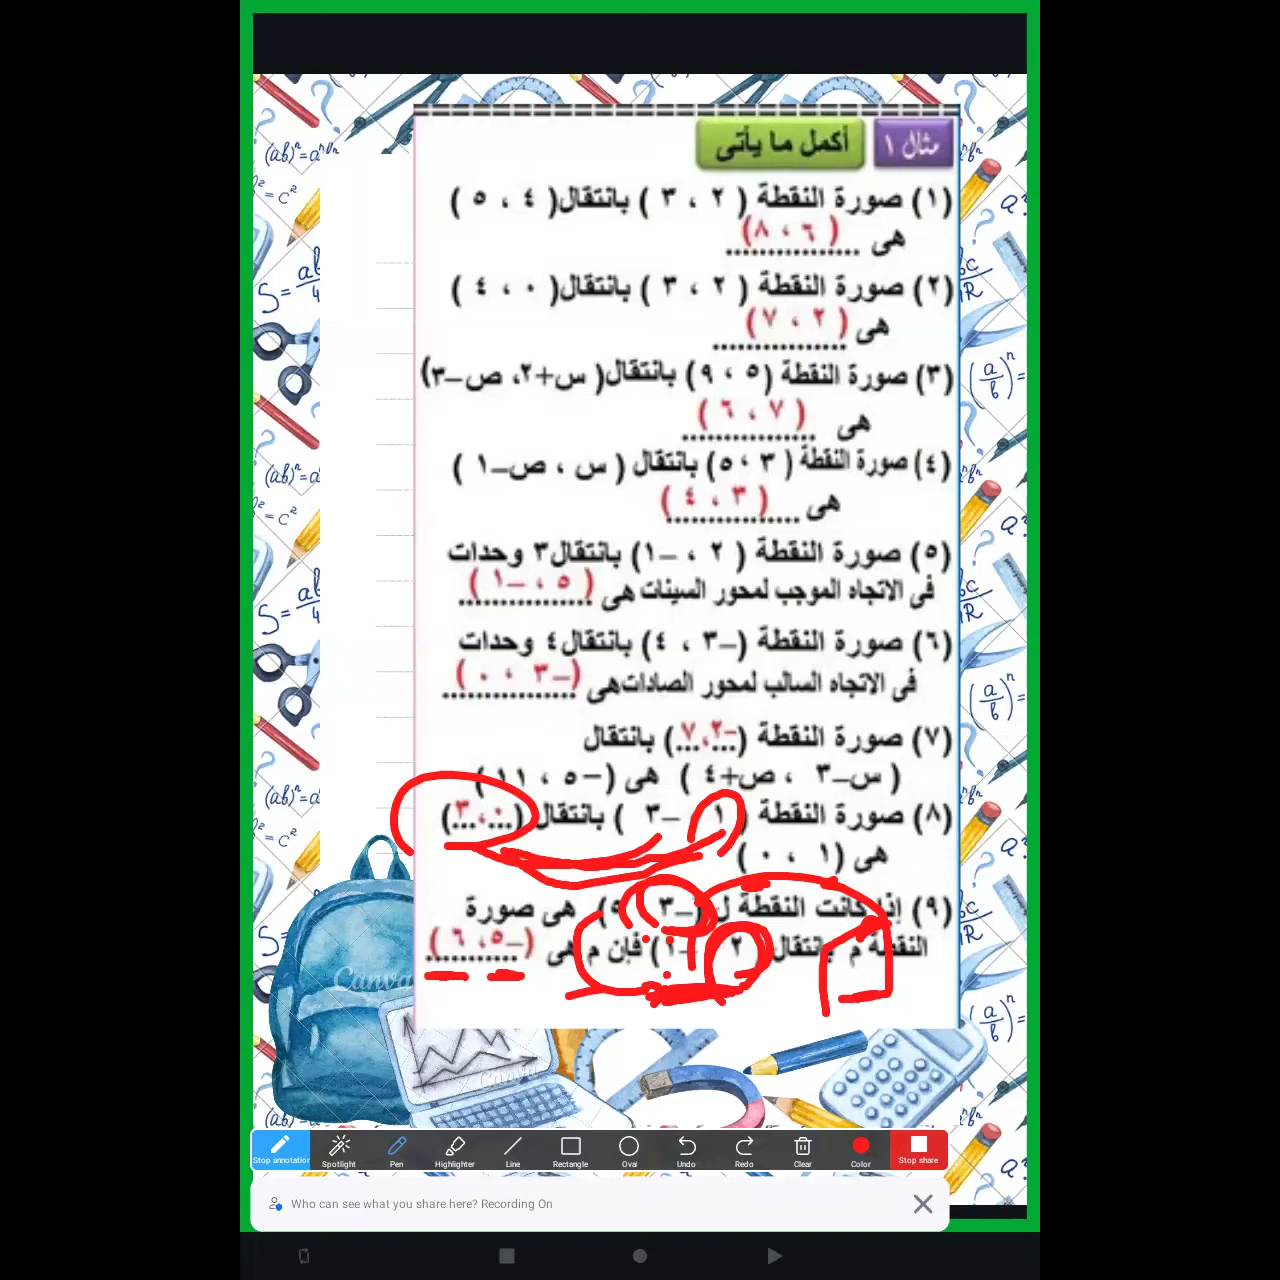 مثال ١
أكمل ما يأتى
(١) صورة النقطة ( ٢ ، ٣ ) بانتقال( ٤ ، ٥ )
هى ( ٦ ، ٨ )
(٢) صورة النقطة ( ٢ ، ٣ ) بانتقال( ٠ ، ٤ )
هى ( ٢ ، ٧ )
(٣) صورة النقطة (٥ ، ٩ ) بانتقال( س+٢، ص–٣)
هى ( ٧ ، ٦ )
(٤) صورة النقطة ( ٣ ،٥ ) بانتقال ( س ، ص–١ )
هى ( ٣ ، ٤ )
(٥) صورة النقطة ( ٢ ، –١) بانتقال٣ وحدات
فى الاتجاه الموجب لمحور السينات هى ( ٥ ، –١ )
(٦) صورة النقطة (–٣ ، ٤) بانتقال٤ وحدات
فى الاتجاه السالب لمحور الصادات هى (–٣ ، ٠ )
(٧) صورة النقطة (–٢،٧) بانتقال
( س–٣ ، ص+٤ ) هى (–٥ ، ١١)
(٨) صورة النقطة ( ١ –٣ ) بانتقال (٠،٣)
هى (١ ، ٠ )
(٩) إذا كانت النقطة ل (–٣ ٥) هى صورة
النقطة م بانتقال( ٢ –١) فإن م هى (–٥، ٦ )
Canva
Canva
Stop annotation
Spotlight
Pen
Highlighter
Line
Rectangle
Oval
Undo
Redo
Clear
Color
Stop share
Who can see what you share here? Recording On